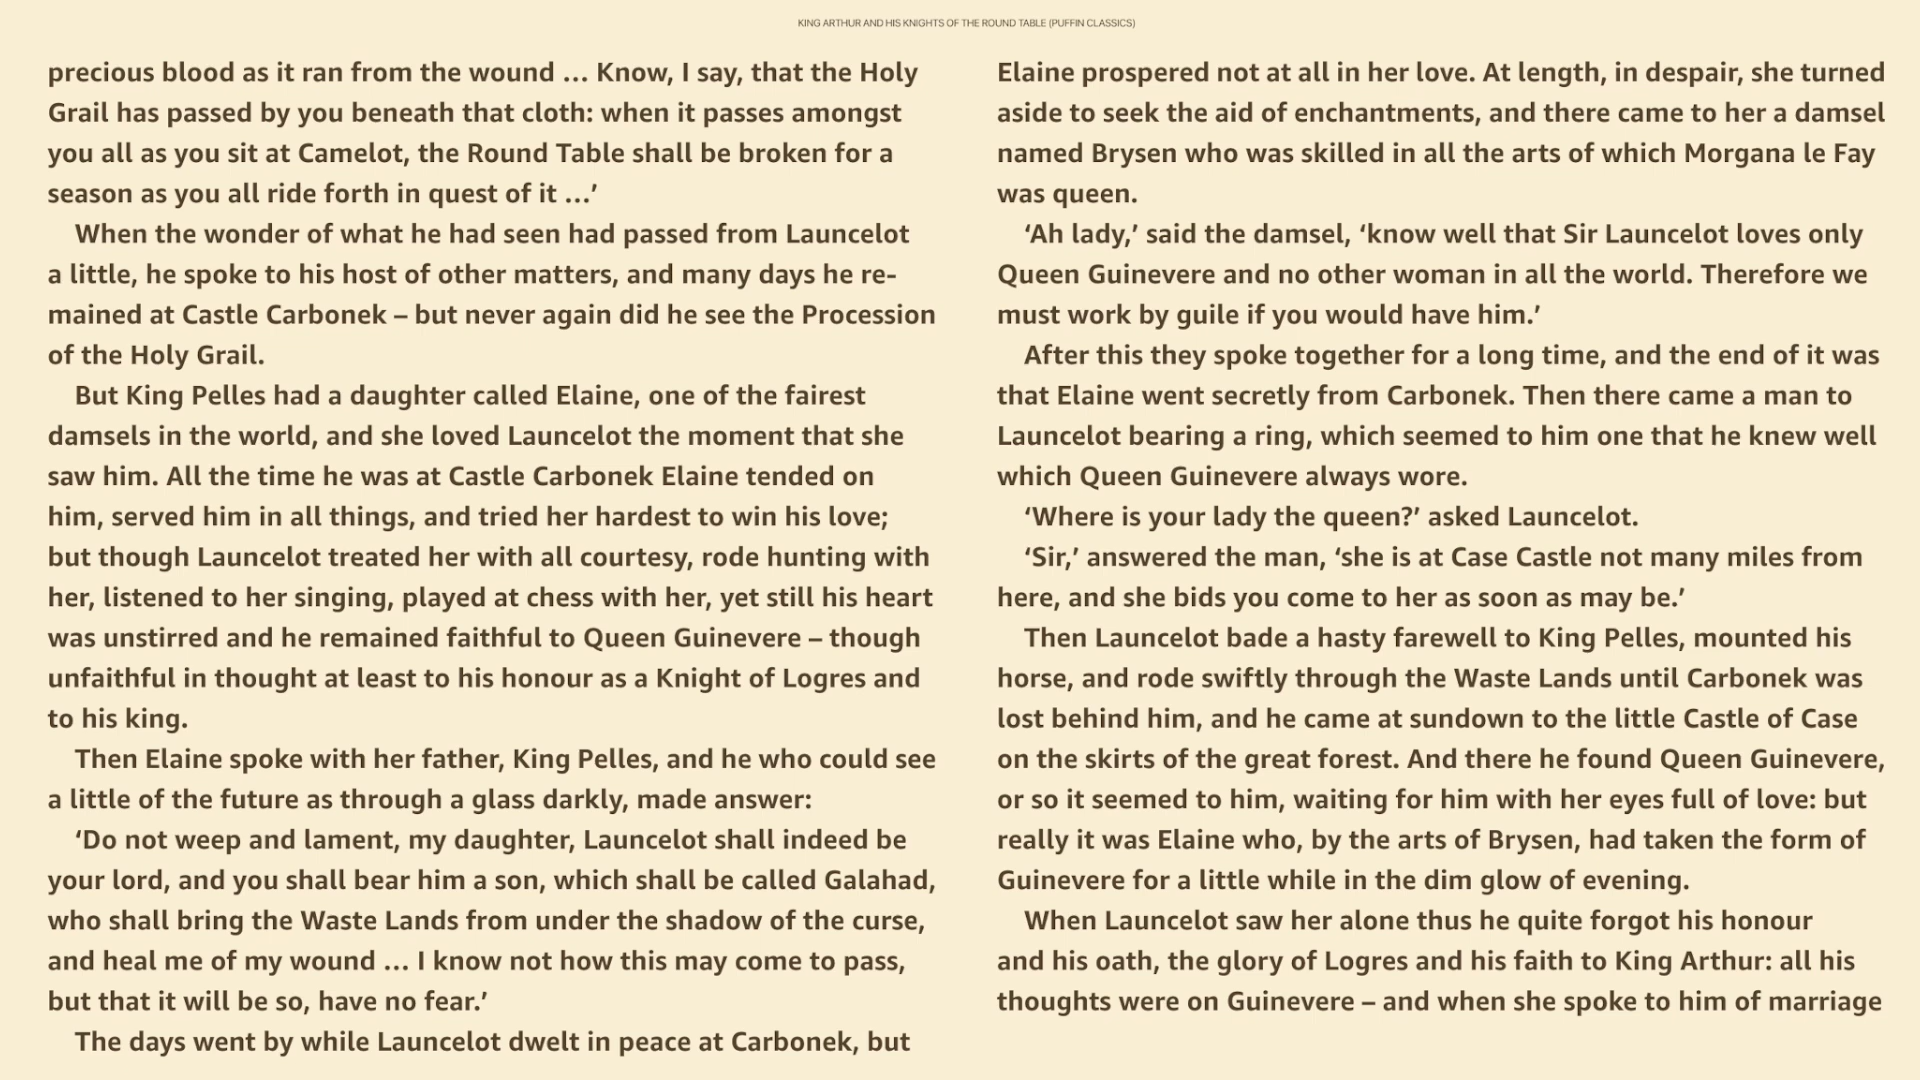 KING ARTHUR AND HIS KNIGHTS OF THE ROUND TABLE (PUFFIN CLASSICS)
precious blood as it ran from the wound … Know, I say, that the Holy
Grail has passed by you beneath that cloth: when it passes amongst
you all as you sit at Camelot, the Round Table shall be broken for a
season as you all ride forth in quest of it …’
When the wonder of what he had seen had passed from Launcelot
a little, he spoke to his host of other matters, and many days he re-
mained at Castle Carbonek – but never again did he see the Procession
of the Holy Grail.
But King Pelles had a daughter called Elaine, one of the fairest
damsels in the world, and she loved Launcelot the moment that she
saw him. All the time he was at Castle Carbonek Elaine tended on
him, served him in all things, and tried her hardest to win his love;
but though Launcelot treated her with all courtesy, rode hunting with
her, listened to her singing, played at chess with her, yet still his heart
was unstirred and he remained faithful to Queen Guinevere – though
unfaithful in thought at least to his honour as a Knight of Logres and
to his king.
Then Elaine spoke with her father, King Pelles, and he who could see
a little of the future as through a glass darkly, made answer:
‘Do not weep and lament, my daughter, Launcelot shall indeed be
your lord, and you shall bear him a son, which shall be called Galahad,
who shall bring the Waste Lands from under the shadow of the curse,
and heal me of my wound … I know not how this may come to pass,
but that it will be so, have no fear.’
The days went by while Launcelot dwelt in peace at Carbonek, but
Elaine prospered not at all in her love. At length, in despair, she turned
aside to seek the aid of enchantments, and there came to her a damsel
named Brysen who was skilled in all the arts of which Morgana le Fay
was queen.
‘Ah lady,’ said the damsel, ‘know well that Sir Launcelot loves only
Queen Guinevere and no other woman in all the world. Therefore we
must work by guile if you would have him.’
After this they spoke together for a long time, and the end of it was
that Elaine went secretly from Carbonek. Then there came a man to
Launcelot bearing a ring, which seemed to him one that he knew well
which Queen Guinevere always wore.
‘Where is your lady the queen?’ asked Launcelot.
‘Sir,’ answered the man, ‘she is at Case Castle not many miles from
here, and she bids you come to her as soon as may be.’
Then Launcelot bade a hasty farewell to King Pelles, mounted his
horse, and rode swiftly through the Waste Lands until Carbonek was
lost behind him, and he came at sundown to the little Castle of Case
on the skirts of the great forest. And there he found Queen Guinevere,
or so it seemed to him, waiting for him with her eyes full of love: but
really it was Elaine who, by the arts of Brysen, had taken the form of
Guinevere for a little while in the dim glow of evening.
When Launcelot saw her alone thus he quite forgot his honour
and his oath, the glory of Logres and his faith to King Arthur: all his
thoughts were on Guinevere – and when she spoke to him of marriage